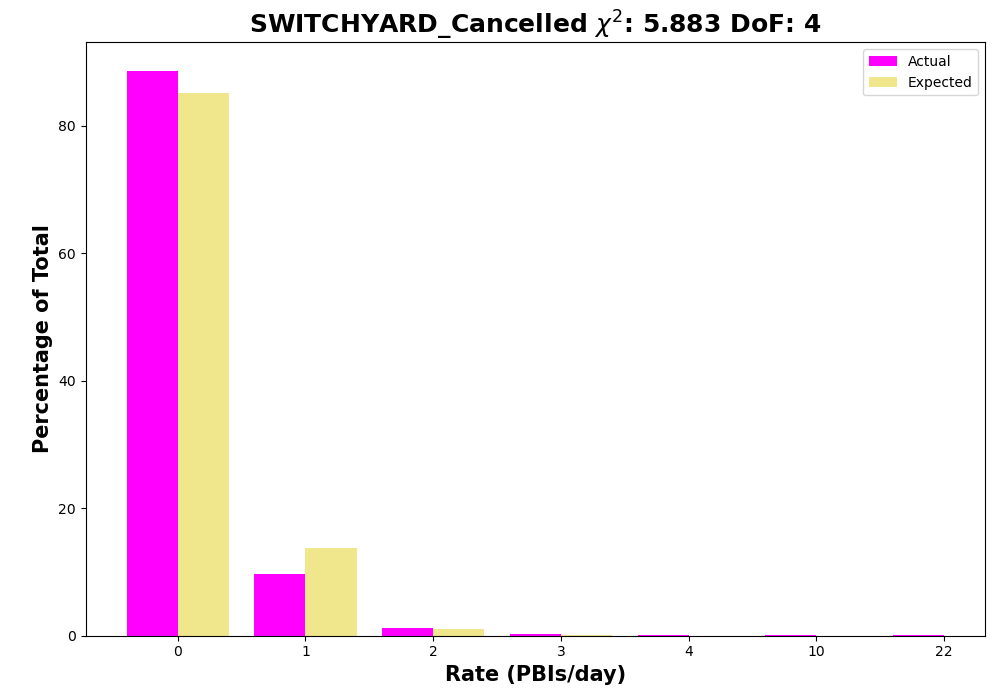 SWITCHYARD_Cancelled χ²: 5.883 DoF: 4
Actual
Expected
Percentage of Total
80
60
40
20
0
0 1 2 3 4 10 22
Rate (PBIs/day)